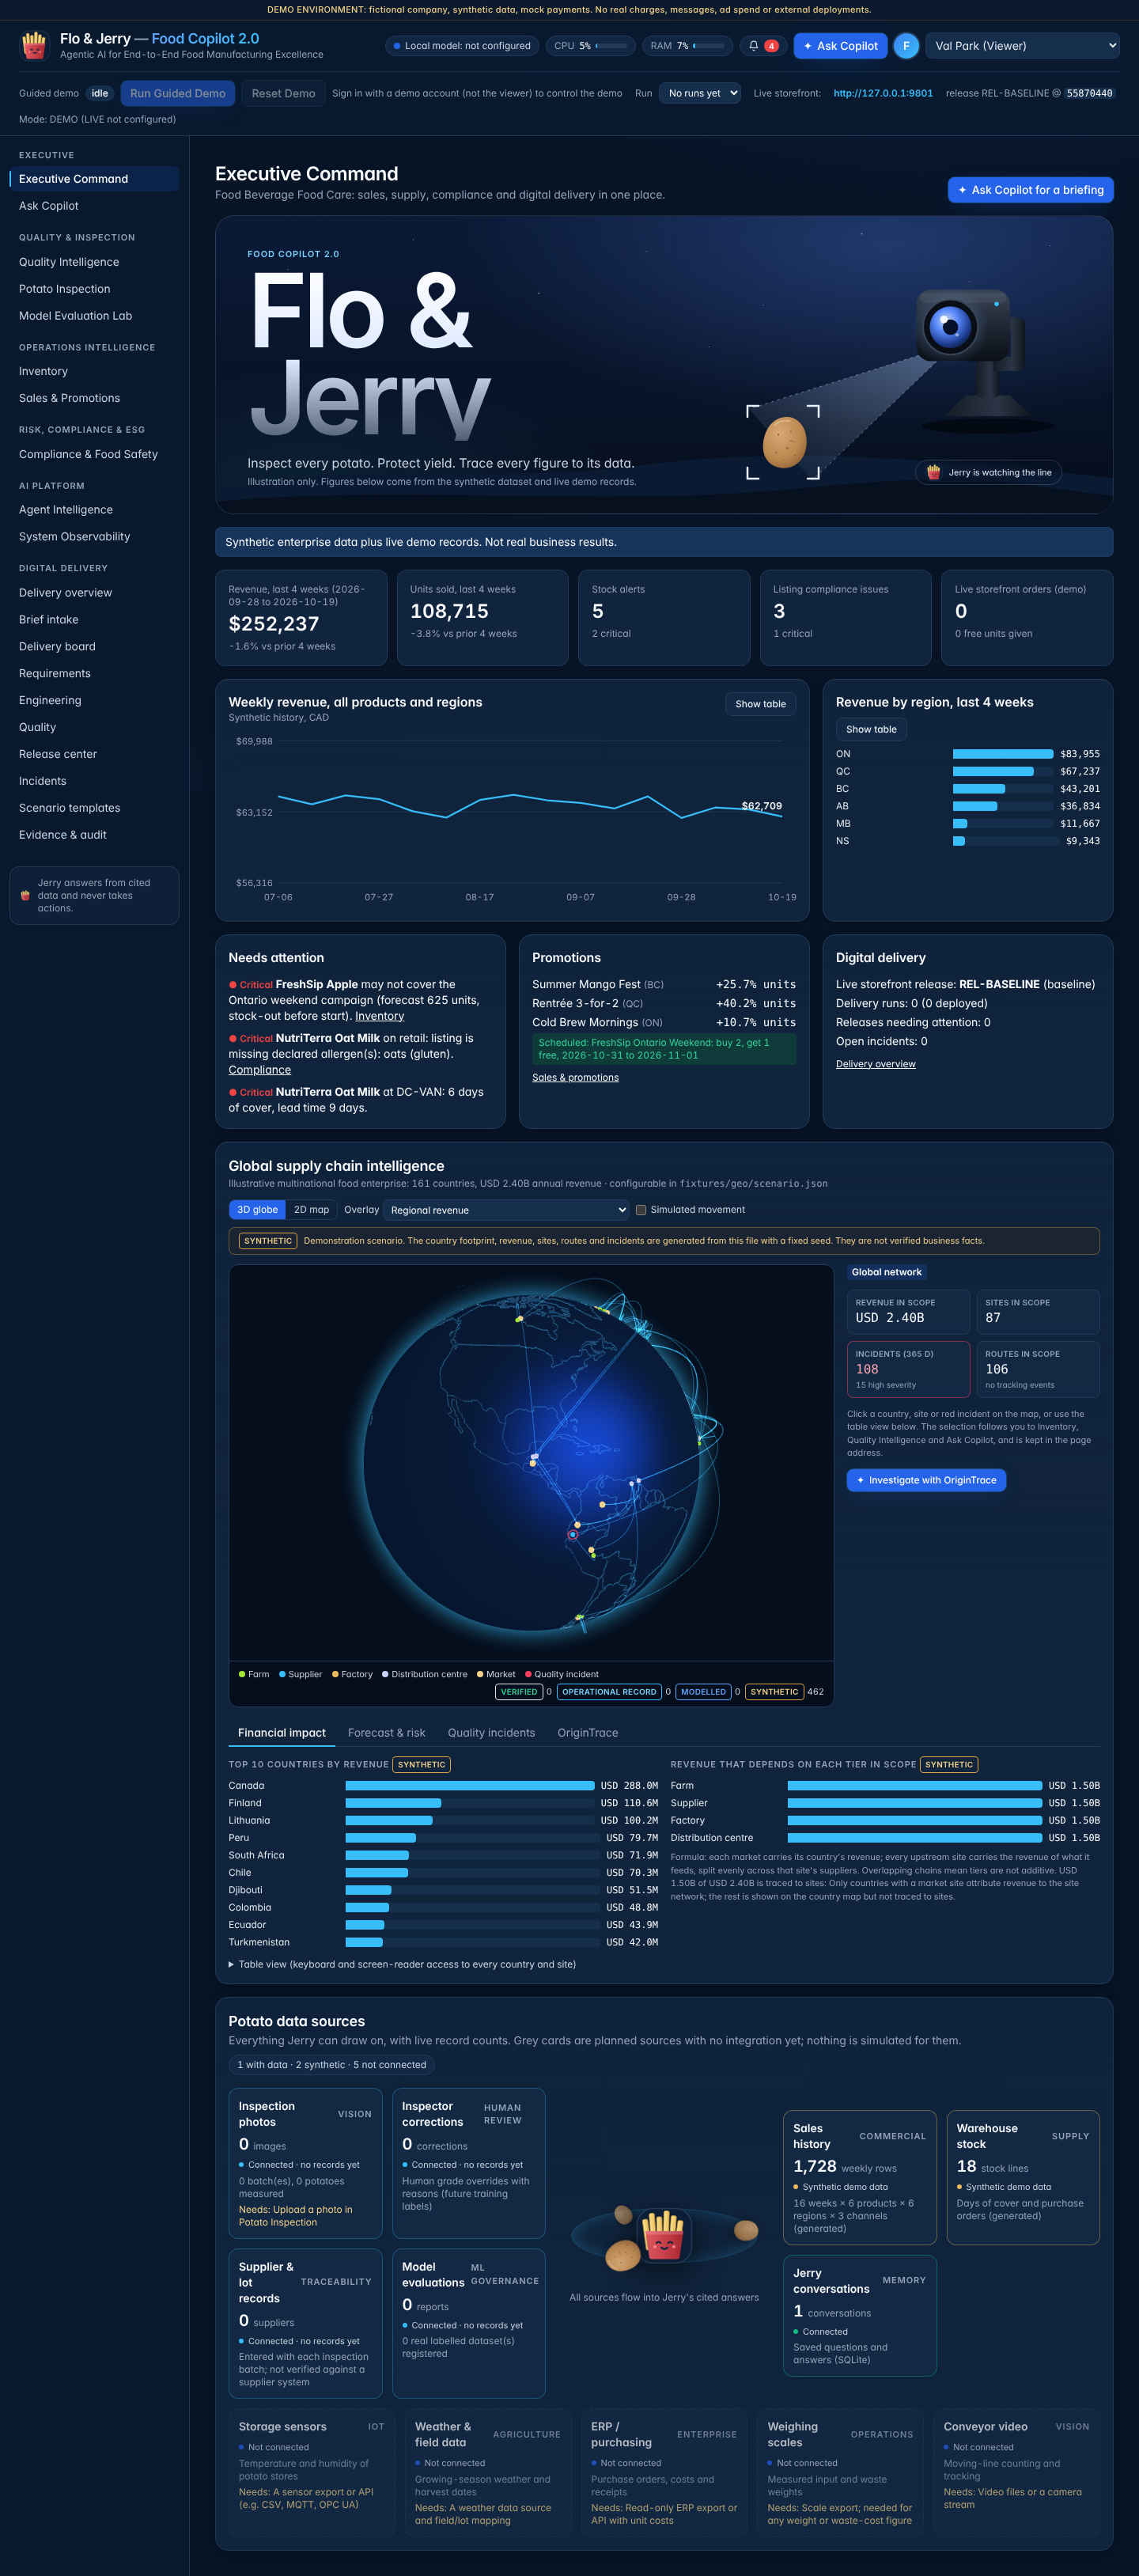 DEMO ENVIRONMENT: fictional company, synthetic data, mock payments. No real charges, messages, ad spend or external deployments.
Flo & Jerry — Food Copilot 2.0
Agentic AI for End-to-End Food Manufacturing Excellence
Local model: not configured
CPU 5%
RAM 7%
4
✦ Ask Copilot
F
Val Park (Viewer)
Guided demo idle
Run Guided Demo
Reset Demo
Sign in with a demo account (not the viewer) to control the demo
Run No runs yet
Live storefront: http://127.0.0.1:9801
release REL-BASELINE @ 55870440
Mode: DEMO (LIVE not configured)
EXECUTIVE
Executive Command
Ask Copilot
QUALITY & INSPECTION
Quality Intelligence
Potato Inspection
Model Evaluation Lab
OPERATIONS INTELLIGENCE
Inventory
Sales & Promotions
RISK, COMPLIANCE & ESG
Compliance & Food Safety
AI PLATFORM
Agent Intelligence
System Observability
DIGITAL DELIVERY
Delivery overview
Brief intake
Delivery board
Requirements
Engineering
Quality
Release center
Incidents
Scenario templates
Evidence & audit
Jerry answers from cited
data and never takes
actions.
Executive Command
Food Beverage Food Care: sales, supply, compliance and digital delivery in one place.
✦ Ask Copilot for a briefing
FOOD COPILOT 2.0
Flo &
Jerry
Inspect every potato. Protect yield. Trace every figure to its data.
Illustration only. Figures below come from the synthetic dataset and live demo records.
Jerry is watching the line
Synthetic enterprise data plus live demo records. Not real business results.
Revenue, last 4 weeks (2026-
09-28 to 2026-10-19)
$252,237
-1.6% vs prior 4 weeks
Units sold, last 4 weeks
108,715
-3.8% vs prior 4 weeks
Stock alerts
5
2 critical
Listing compliance issues
3
1 critical
Live storefront orders (demo)
0
0 free units given
Weekly revenue, all products and regions
Synthetic history, CAD
Show table
$69,988
$63,152
$56,316
$62,709
07-06
07-27
08-17
09-07
09-28
10-19
Revenue by region, last 4 weeks
Show table
ON $83,955
QC $67,237
BC $43,201
AB $36,834
MB $11,667
NS $9,343
Needs attention
Critical FreshSip Apple may not cover the
Ontario weekend campaign (forecast 625 units,
stock-out before start). Inventory
Critical NutriTerra Oat Milk on retail: listing is
missing declared allergen(s): oats (gluten).
Compliance
Critical NutriTerra Oat Milk at DC-VAN: 6 days
of cover, lead time 9 days.
Promotions
Summer Mango Fest (BC) +25.7% units
Rentrée 3-for-2 (QC) +40.2% units
Cold Brew Mornings (ON) +10.7% units
Scheduled: FreshSip Ontario Weekend: buy 2, get 1
free, 2026-10-31 to 2026-11-01
Sales & promotions
Digital delivery
Live storefront release: REL-BASELINE (baseline)
Delivery runs: 0 (0 deployed)
Releases needing attention: 0
Open incidents: 0
Delivery overview
Global supply chain intelligence
Illustrative multinational food enterprise: 161 countries, USD 2.40B annual revenue · configurable in fixtures/geo/scenario.json
3D globe
2D map
Overlay Regional revenue
Simulated movement
SYNTHETIC Demonstration scenario. The country footprint, revenue, sites, routes and incidents are generated from this file with a fixed seed. They are not verified business facts.
Farm
Supplier
Factory
Distribution centre
Market
Quality incident
VERIFIED 0
OPERATIONAL RECORD 0
MODELLED 0
SYNTHETIC 462
Global network
REVENUE IN SCOPE
USD 2.40B
SITES IN SCOPE
87
INCIDENTS (365 D)
108
15 high severity
ROUTES IN SCOPE
106
no tracking events
Click a country, site or red incident on the map, or use the
table view below. The selection follows you to Inventory,
Quality Intelligence and Ask Copilot, and is kept in the page
address.
✦ Investigate with OriginTrace
Financial impact
Forecast & risk
Quality incidents
OriginTrace
TOP 10 COUNTRIES BY REVENUE SYNTHETIC
Canada USD 288.0M
Finland USD 110.6M
Lithuania USD 100.2M
Peru USD 79.7M
South Africa USD 71.9M
Chile USD 70.3M
Djibouti USD 51.5M
Colombia USD 48.8M
Ecuador USD 43.9M
Turkmenistan USD 42.0M
REVENUE THAT DEPENDS ON EACH TIER IN SCOPE SYNTHETIC
Farm USD 1.50B
Supplier USD 1.50B
Factory USD 1.50B
Distribution centre USD 1.50B
Formula: each market carries its country's revenue; every upstream site carries the revenue of what it
feeds, split evenly across that site's suppliers. Overlapping chains mean tiers are not additive. USD
1.50B of USD 2.40B is traced to sites: Only countries with a market site attribute revenue to the site
network; the rest is shown on the country map but not traced to sites.
Table view (keyboard and screen-reader access to every country and site)
Potato data sources
Everything Jerry can draw on, with live record counts. Grey cards are planned sources with no integration yet; nothing is simulated for them.
1 with data · 2 synthetic · 5 not connected
Inspection
photos
VISION
0 images
Connected · no records yet
0 batch(es), 0 potatoes
measured
Needs: Upload a photo in
Potato Inspection
Inspector
corrections
HUMAN
REVIEW
0 corrections
Connected · no records yet
Human grade overrides with
reasons (future training
labels)
Supplier &
lot
records
TRACEABILITY
0 suppliers
Connected · no records yet
Entered with each inspection
batch; not verified against a
supplier system
Model
evaluations
ML
GOVERNANCE
0 reports
Connected · no records yet
0 real labelled dataset(s)
registered
All sources flow into Jerry's cited answers
Sales
history
COMMERCIAL
1,728 weekly rows
Synthetic demo data
16 weeks × 6 products × 6
regions × 3 channels
(generated)
Warehouse
stock
SUPPLY
18 stock lines
Synthetic demo data
Days of cover and purchase
orders (generated)
Jerry
conversations
MEMORY
1 conversations
Connected
Saved questions and
answers (SQLite)
Storage sensors
IOT
Not connected
Temperature and humidity of
potato stores
Needs: A sensor export or API
(e.g. CSV, MQTT, OPC UA)
Weather &
field data
AGRICULTURE
Not connected
Growing-season weather and
harvest dates
Needs: A weather data source
and field/lot mapping
ERP /
purchasing
ENTERPRISE
Not connected
Purchase orders, costs and
receipts
Needs: Read-only ERP export or
API with unit costs
Weighing
scales
OPERATIONS
Not connected
Measured input and waste
weights
Needs: Scale export; needed for
any weight or waste-cost figure
Conveyor video
VISION
Not connected
Moving-line counting and
tracking
Needs: Video files or a camera
stream